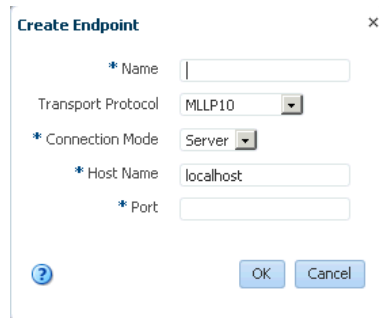 Create Endpoint ×
* Name
Transport Protocol MLLP10
* Connection Mode Server
* Host Name localhost
* Port
? OK Cancel